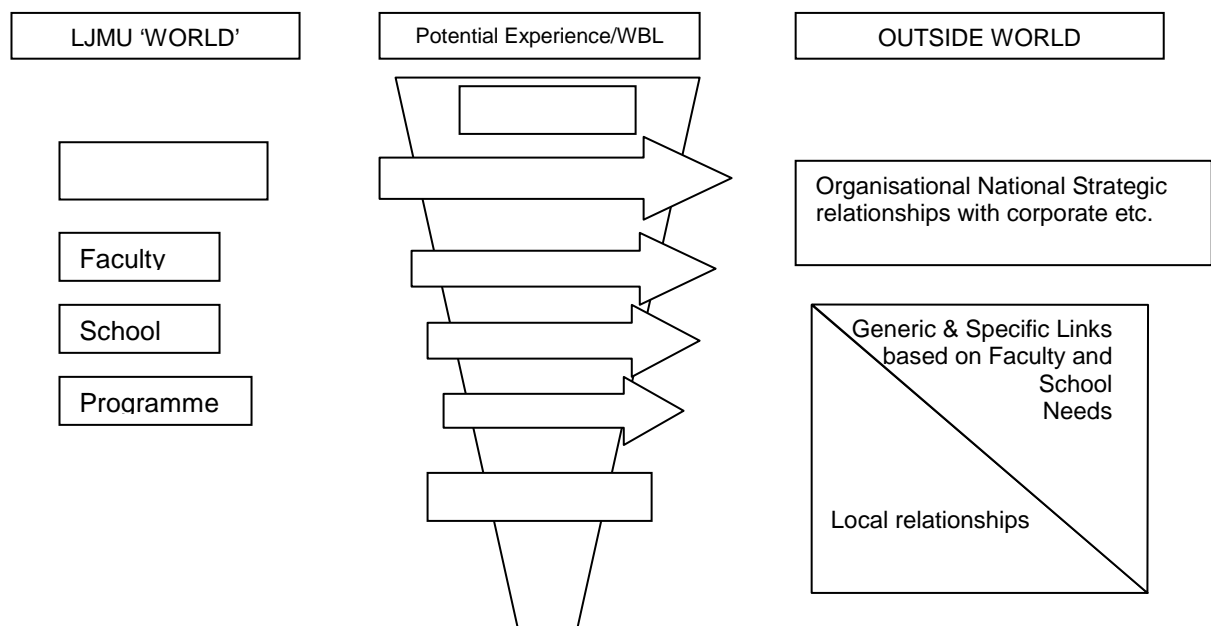 LJMU ‘WORLD’
Potential Experience/WBL
OUTSIDE WORLD
Organisational National Strategic
relationships with corporate etc.
Faculty
School
Programme
Generic & Specific Links
based on Faculty and
School
Needs
Local relationships